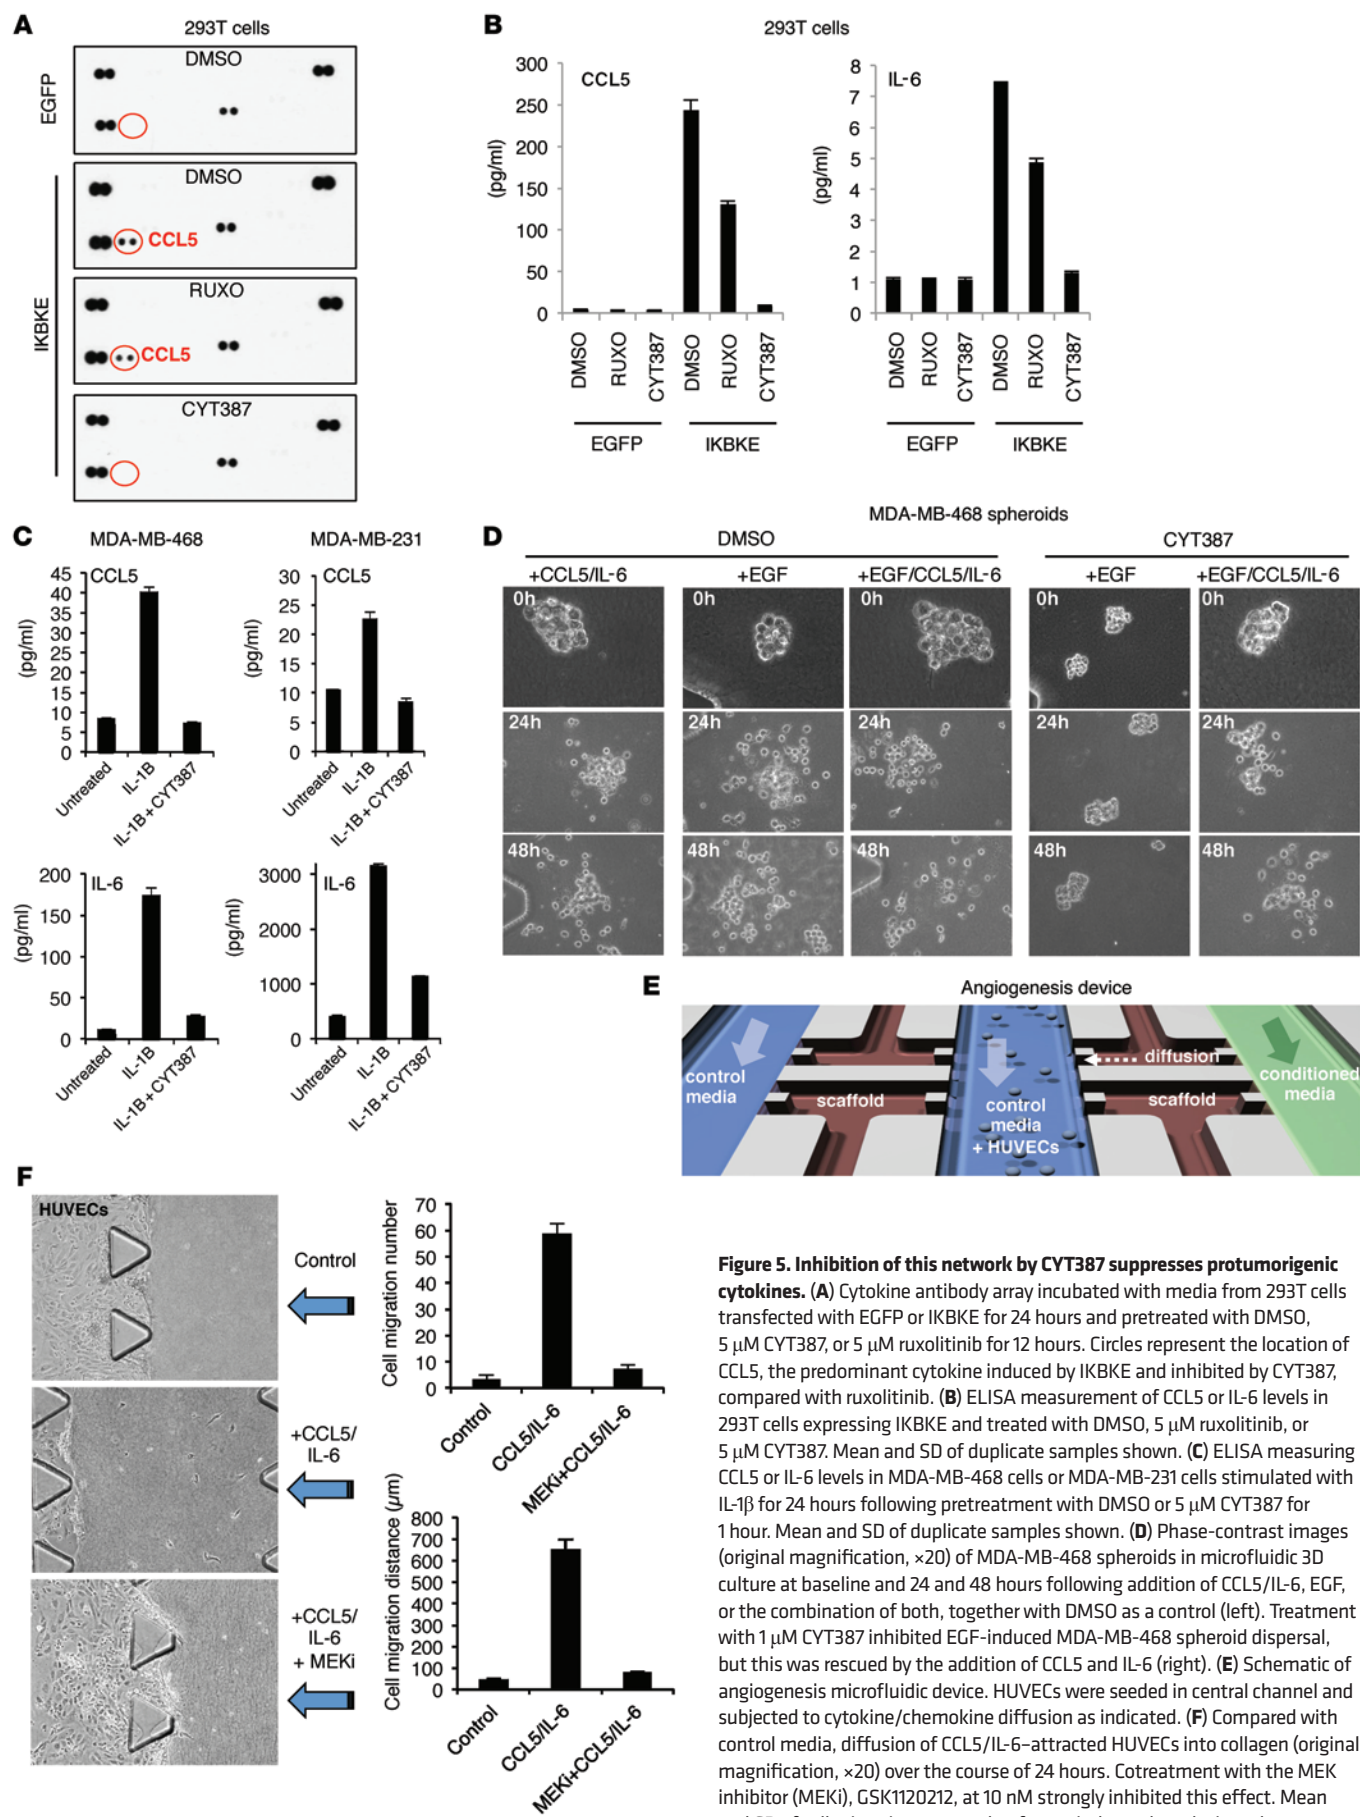 A
293T cells
EGFP
DMSO
IKBKE
DMSO
CCL5
RUXO
CCL5
CYT387
B
293T cells
CCL5
(pg/ml)
300
250
200
150
100
50
0
DMSO
RUXO
CYT387
DMSO
RUXO
CYT387
EGFP
IKBKE
IL-6
(pg/ml)
8
7
6
5
4
3
2
1
0
DMSO
RUXO
CYT387
DMSO
RUXO
CYT387
EGFP
IKBKE
C
MDA-MB-468
CCL5
(pg/ml)
45
40
35
30
25
20
15
10
5
0
Untreated
IL-1B
IL-1B + CYT387
MDA-MB-231
CCL5
(pg/ml)
30
25
20
15
10
5
0
Untreated
IL-1B
IL-1B + CYT387
IL-6
(pg/ml)
200
150
100
50
0
Untreated
IL-1B
IL-1B + CYT387
IL-6
(pg/ml)
3000
2000
1000
0
Untreated
IL-1B
IL-1B + CYT387
D
MDA-MB-468 spheroids
DMSO
CYT387
+CCL5/IL-6
+EGF
+EGF/CCL5/IL-6
+EGF
+EGF/CCL5/IL-6
0h
0h
0h
0h
0h
24h
24h
24h
24h
24h
48h
48h
48h
48h
48h
E
Angiogenesis device
control
media
scaffold
control
media
+ HUVECs
diffusion
scaffold
conditioned
media
F
HUVECs
Control
+CCL5/
IL-6
+CCL5/
IL-6
+ MEKi
Cell migration number
70
60
50
40
30
20
10
0
Control
CCL5/IL-6
MEKi+CCL5/IL-6
Cell migration distance (µm)
800
700
600
500
400
300
200
100
0
Control
CCL5/IL-6
MEKi+CCL5/IL-6
Figure 5. Inhibition of this network by CYT387 suppresses protumorigenic
cytokines. (A) Cytokine antibody array incubated with media from 293T cells
transfected with EGFP or IKBKE for 24 hours and pretreated with DMSO,
5 µM CYT387, or 5 µM ruxolitinib for 12 hours. Circles represent the location of
CCL5, the predominant cytokine induced by IKBKE and inhibited by CYT387,
compared with ruxolitinib. (B) ELISA measurement of CCL5 or IL-6 levels in
293T cells expressing IKBKE and treated with DMSO, 5 µM ruxolitinib, or
5 µM CYT387. Mean and SD of duplicate samples shown. (C) ELISA measuring
CCL5 or IL-6 levels in MDA-MB-468 cells or MDA-MB-231 cells stimulated with
IL-1β for 24 hours following pretreatment with DMSO or 5 µM CYT387 for
1 hour. Mean and SD of duplicate samples shown. (D) Phase-contrast images
(original magnification, ×20) of MDA-MB-468 spheroids in microfluidic 3D
culture at baseline and 24 and 48 hours following addition of CCL5/IL-6, EGF,
or the combination of both, together with DMSO as a control (left). Treatment
with 1 µM CYT387 inhibited EGF-induced MDA-MB-468 spheroid dispersal,
but this was rescued by the addition of CCL5 and IL-6 (right). (E) Schematic of
angiogenesis microfluidic device. HUVECs were seeded in central channel and
subjected to cytokine/chemokine diffusion as indicated. (F) Compared with
control media, diffusion of CCL5/IL-6–attracted HUVECs into collagen (original
magnification, ×20) over the course of 24 hours. Cotreatment with the MEK
inhibitor (MEKi), GSK1120212, at 10 nM strongly inhibited this effect. Mean